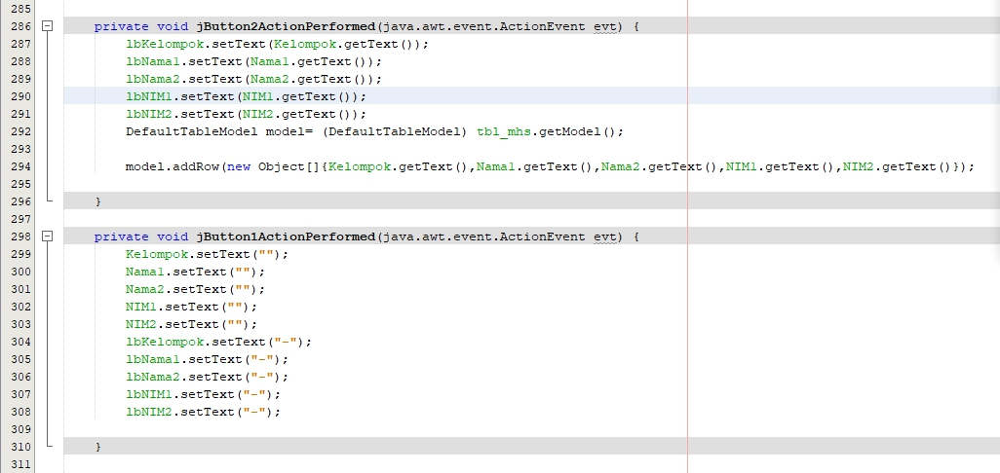 285
286 private void jButton2ActionPerformed(java.awt.event.ActionEvent evt) {
287 lbKelompok.setText(Kelompok.getText());
288 lbNama1.setText(Nama1.getText());
289 lbNama2.setText(Nama2.getText());
290 lbNIM1.setText(NIM1.getText());
291 lbNIM2.setText(NIM2.getText());
292 DefaultTableModel model= (DefaultTableModel) tbl_mhs.getModel();
293
294 model.addRow(new Object[]{Kelompok.getText(),Nama1.getText(),Nama2.getText(),NIM1.getText(),NIM2.getText()});
295
296 }
297
298 private void jButton1ActionPerformed(java.awt.event.ActionEvent evt) {
299 Kelompok.setText("");
300 Nama1.setText("");
301 Nama2.setText("");
302 NIM1.setText("");
303 NIM2.setText("");
304 lbKelompok.setText("-");
305 lbNama1.setText("-");
306 lbNama2.setText("-");
307 lbNIM1.setText("-");
308 lbNIM2.setText("-");
309
310 }
311